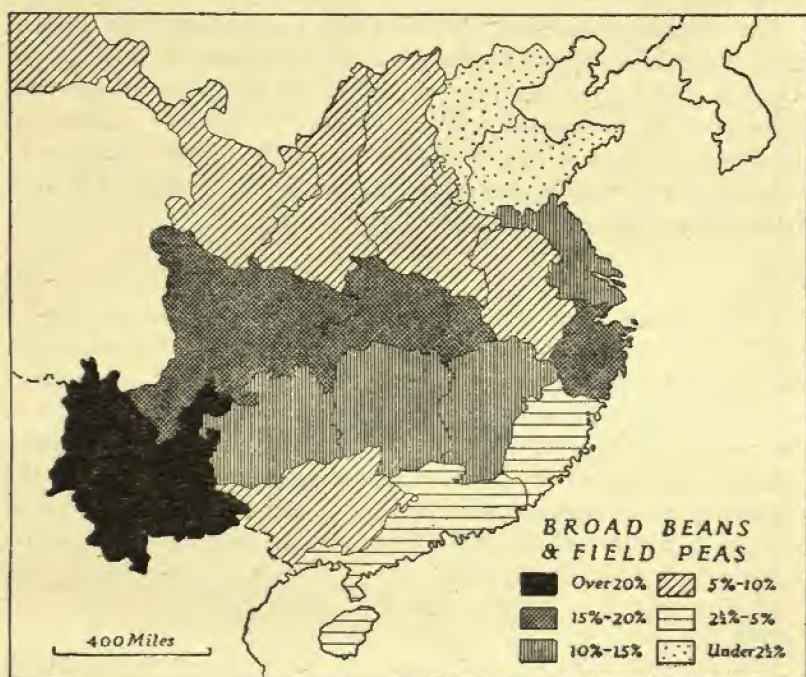 BROAD BEANS
& FIELD PEAS
Over 20% 5%-10%
15%-20% 2½%-5%
10%-15% Under 2½%
400 Miles